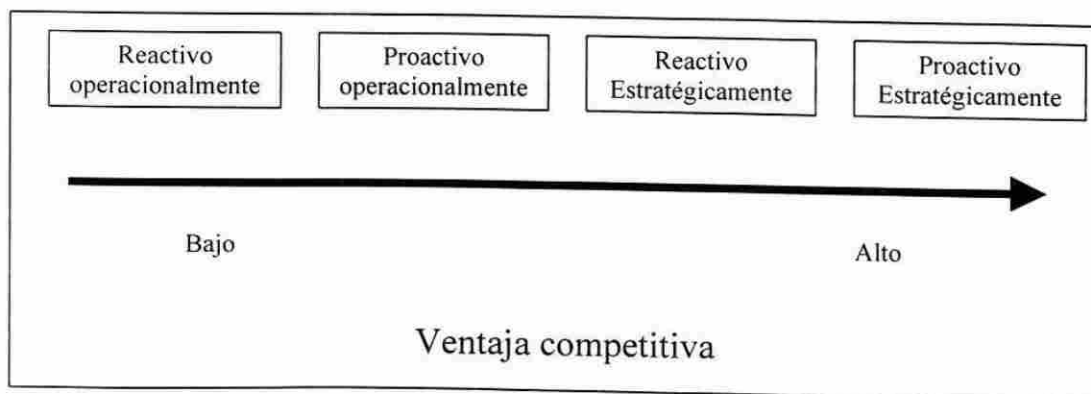 Reactivo
operacionalmente
Proactivo
operacionalmente
Reactivo
Estratégicamente
Proactivo
Estratégicamente
Bajo
Alto
Ventaja competitiva